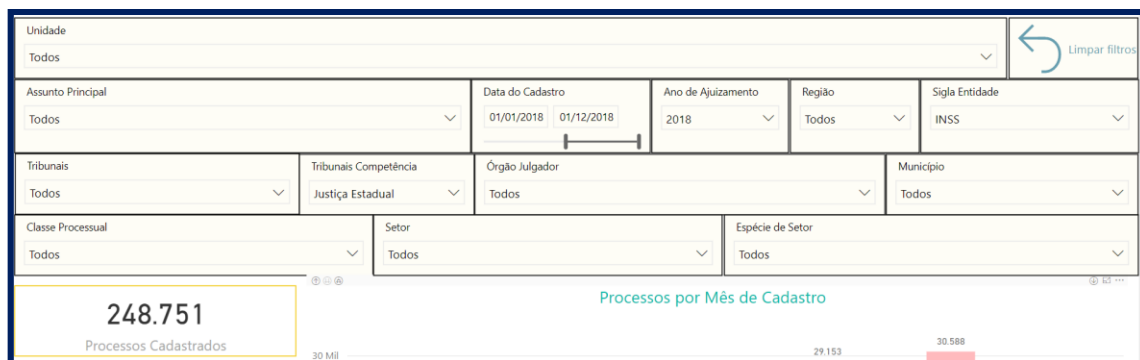 Unidade
Todos
Limpar filtros
Assunto Principal
Todos
Data do Cadastro
01/01/2018 01/12/2018
Ano de Ajuizamento
2018
Região
Todos
Sigla Entidade
INSS
Tribunais
Todos
Tribunais Competência
Justiça Estadual
Órgão Julgador
Todos
Município
Todos
Classe Processual
Todos
Setor
Todos
Espécie de Setor
Todos
248.751
Processos Cadastrados
Processos por Mês de Cadastro
30 Mil
29.153
30.588